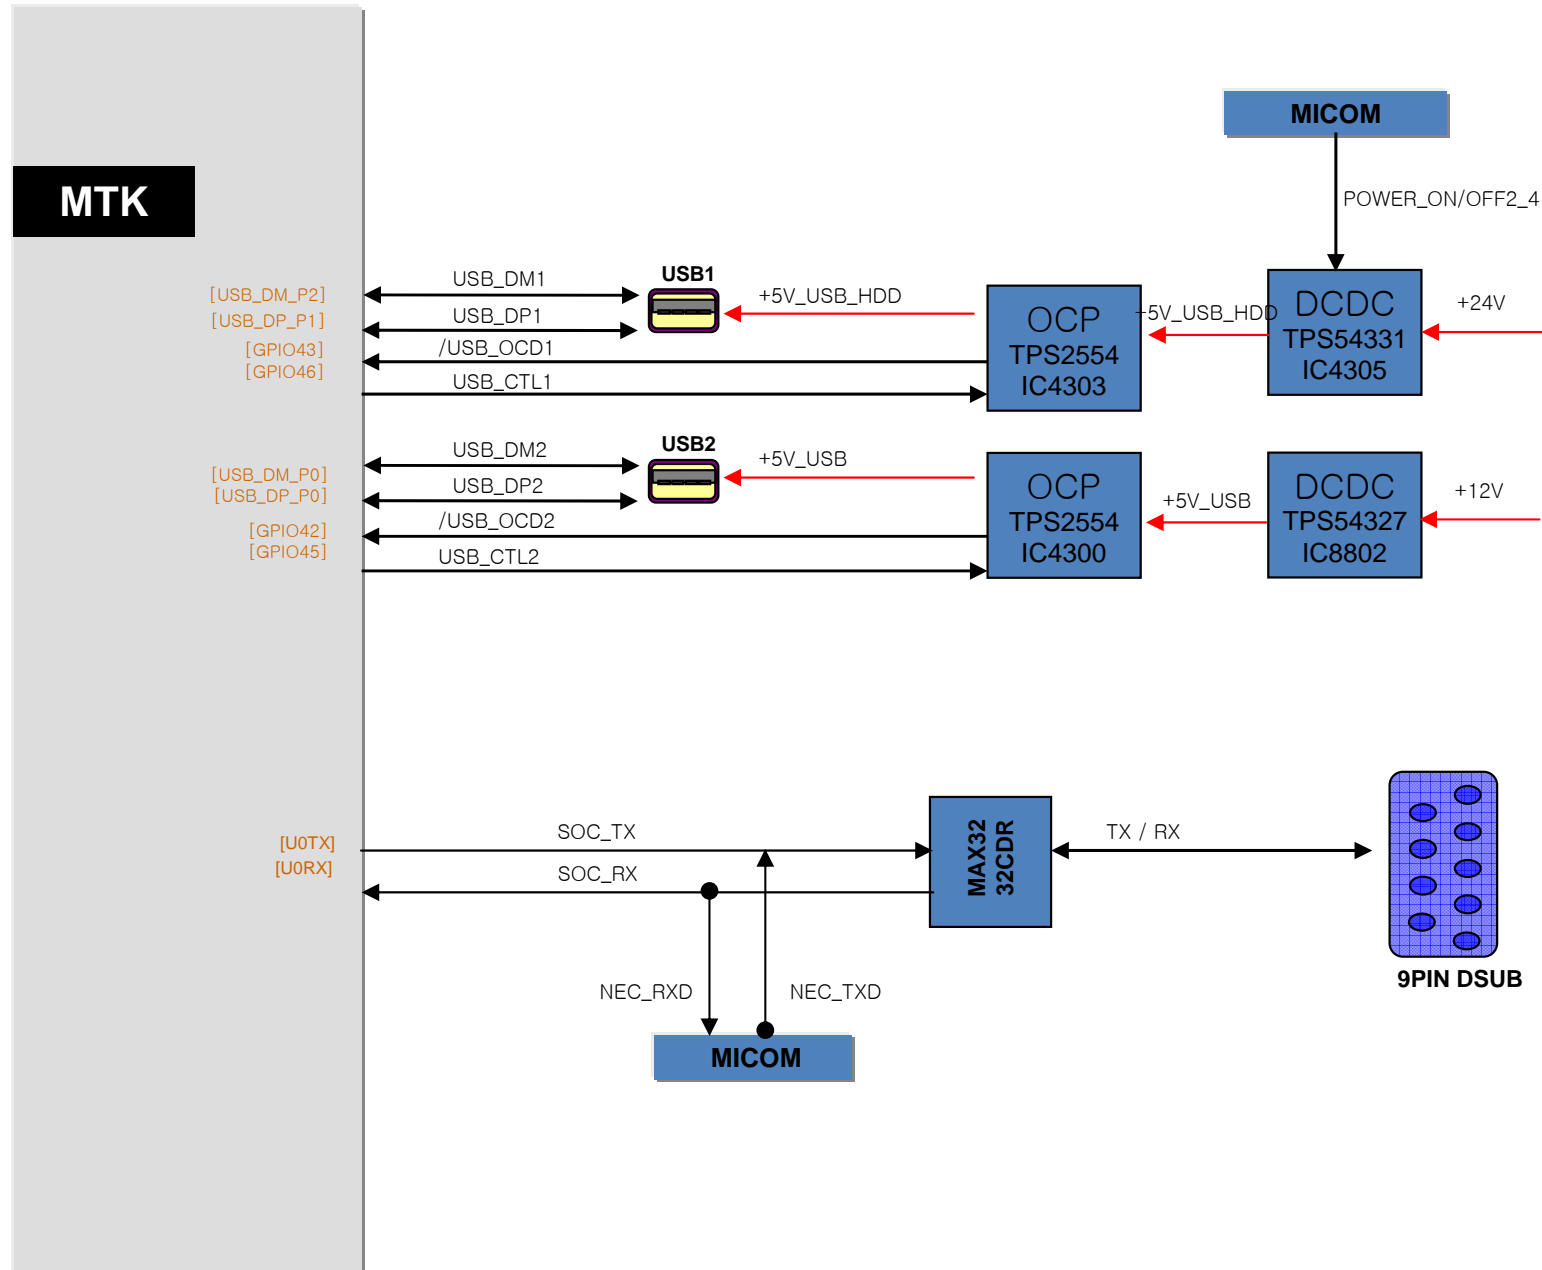 MICOM
POWER_ON/OFF2_4
MTK
[USB_DM_P2]
[USB_DP_P1]
[GPIO43]
[GPIO46]
USB_DM1
USB_DP1
/USB_OCD1
USB_CTL1
USB1
+5V_USB_HDD
OCP
TPS2554
IC4303
+5V_USB_HDD
DCDC
TPS54331
IC4305
+24V
[USB_DM_P0]
[USB_DP_P0]
[GPIO42]
[GPIO45]
USB_DM2
USB_DP2
/USB_OCD2
USB_CTL2
USB2
+5V_USB
OCP
TPS2554
IC4300
+5V_USB
DCDC
TPS54327
IC8802
+12V
[U0TX]
[U0RX]
SOC_TX
SOC_RX
MAX32
32CDR
TX / RX
9PIN DSUB
NEC_RXD
NEC_TXD
MICOM